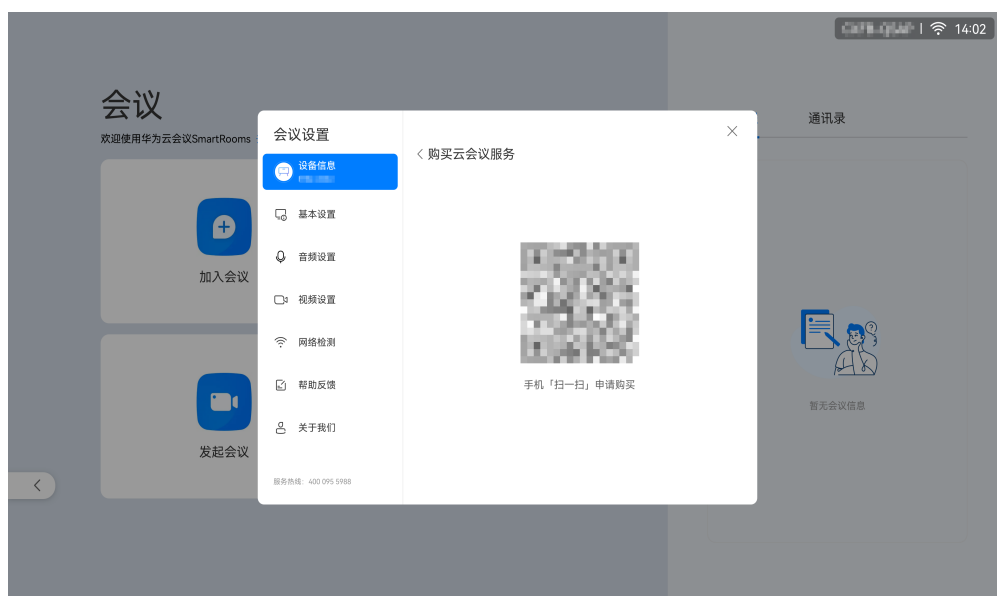 14:02
会议
欢迎使用华为云会议SmartRooms
加入会议
发起会议
通讯录
暂无会议信息
会议设置
设备信息
基本设置
音频设置
视频设置
网络检测
帮助反馈
关于我们
服务热线: 400 095 5988
购买云会议服务
手机「扫一扫」申请购买